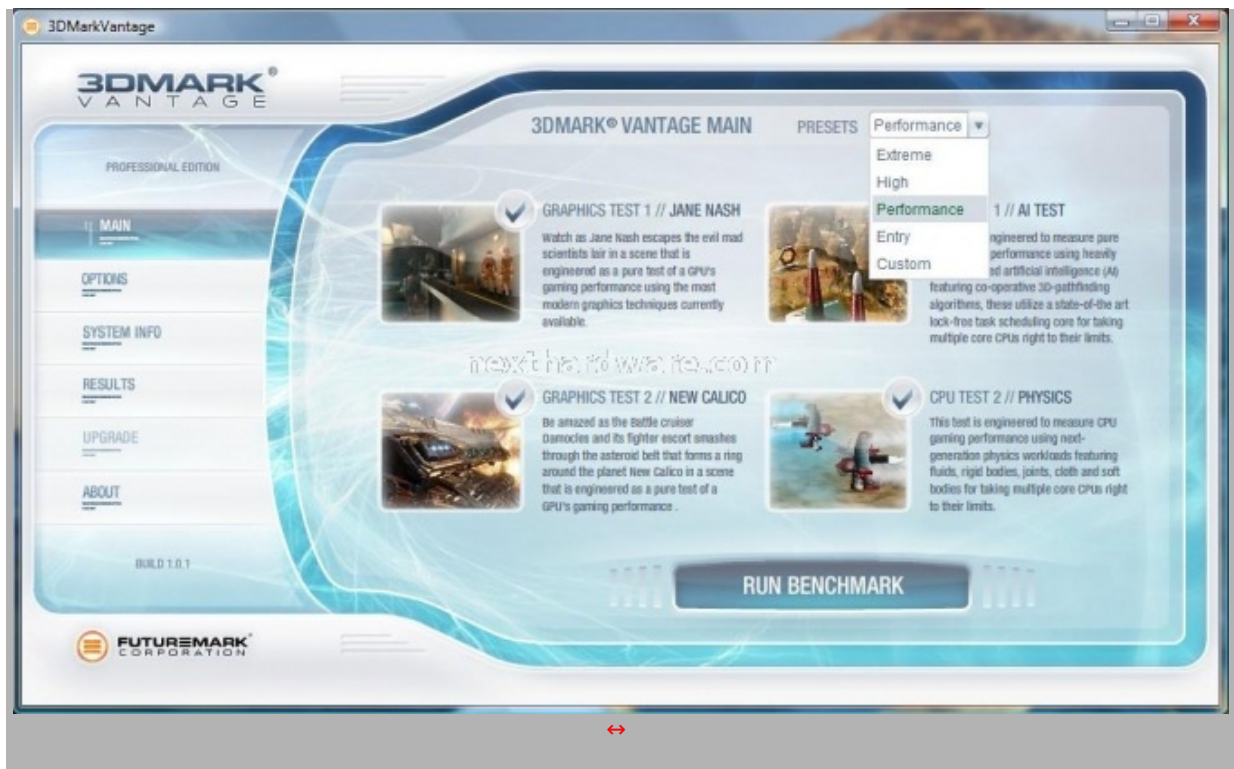 3DMarkVantage
3DMARK®
VANTAGE
PROFESSIONAL EDITION
MAIN
OPTIONS
SYSTEM INFO
RESULTS
UPGRADE
ABOUT
BUILD 1.0.1
FUTUREMARK
CORPORATION
3DMARK® VANTAGE MAIN
PRESETS Performance
Extreme
High
Performance
Entry
Custom
GRAPHICS TEST 1 // JANE NASH
Watch as Jane Nash escapes the evil mad
scientists lair in a scene that is
engineered as a pure test of a GPU's
gaming performance using the most
modern graphics techniques currently
available.
1 // AI TEST
ngineered to measure pure
performance using heavily
ed artificial intelligence (AI)
featuring co-operative 3D-pathfinding
algorithms, these utilize a state-of-the art
lock-free task scheduling core for taking
multiple core CPUs right to their limits.
nexthardware.com
GRAPHICS TEST 2 // NEW CALICO
Be amazed as the Battle cruiser
Damocles and its fighter escort smashes
through the asteroid belt that forms a ring
around the planet New Calico in a scene
that is engineered as a pure test of a
GPU's gaming performance .
CPU TEST 2 // PHYSICS
This test is engineered to measure CPU
gaming performance using next-
generation physics workloads featuring
fluids, rigid bodies, joints, cloth and soft
bodies for taking multiple core CPUs right
to their limits.
RUN BENCHMARK